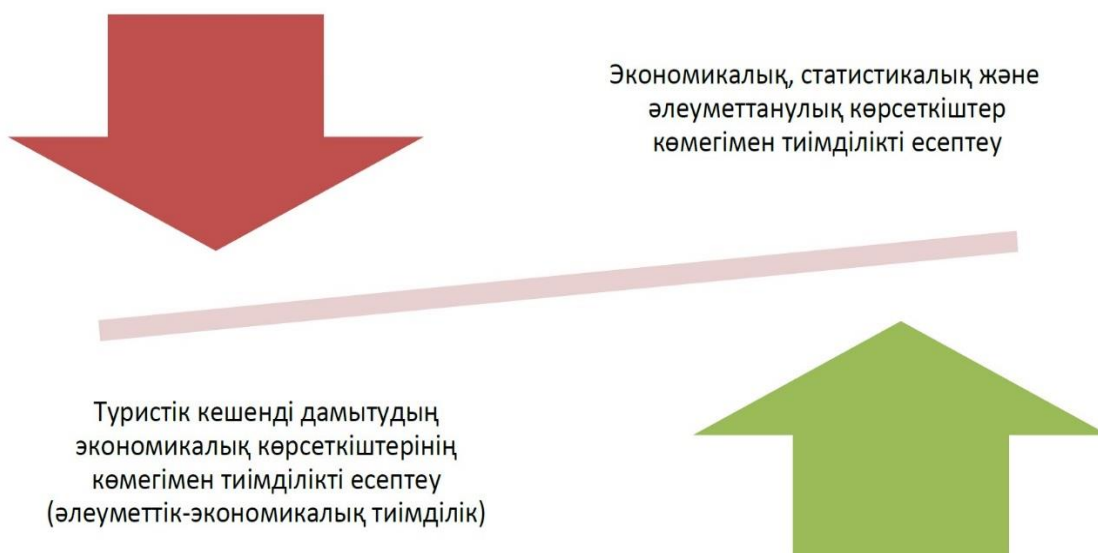 Экономикалық, статистикалық және
әлеуметтанулық көрсеткіштер
көмегімен тиімділікті есептеу
Туристік кешенді дамытудың
экономикалық көрсеткіштерінің
көмегімен тиімділікті есептеу
(әлеуметтік-экономикалық тиімділік)